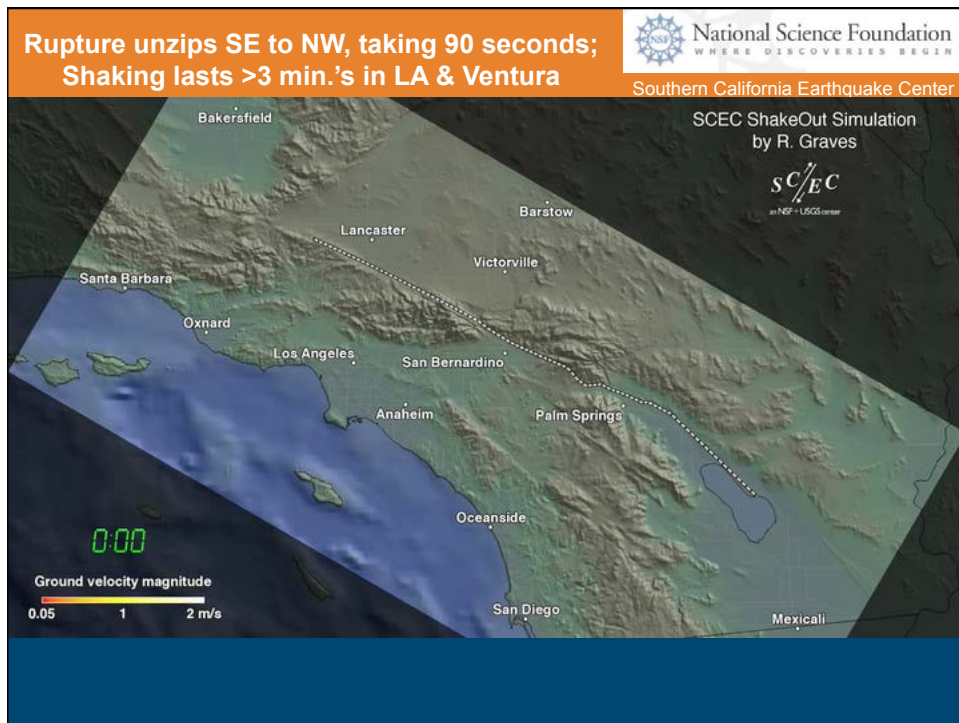 Rupture unzips SE to NW, taking 90 seconds;
Shaking lasts >3 min.'s in LA & Ventura
NSF
National Science Foundation
WHERE DISCOVERIES BEGIN
Southern California Earthquake Center
SCEC ShakeOut Simulation
by R. Graves
SC/EC
an NSF+USGS center
Bakersfield
Barstow
Lancaster
Victorville
Santa Barbara
Oxnard
Los Angeles
San Bernardino
Anaheim
Palm Springs
Oceanside
0:00
Ground velocity magnitude
0.05 1 2 m/s
San Diego
Mexicali